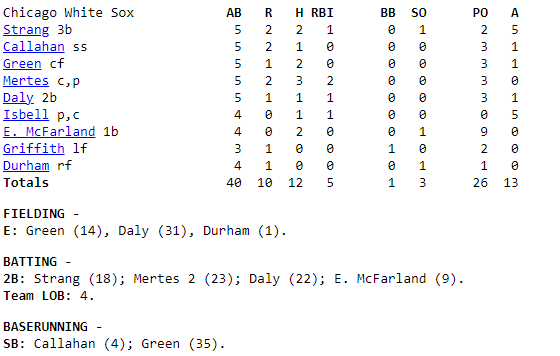 Chicago White Sox AB R H RBI BB SO PO A
Strang 3b 5 2 2 1 0 1 2 5
Callahan ss 5 2 1 0 0 0 3 1
Green cf 5 1 2 0 0 0 3 1
Mertes c,p 5 2 3 2 0 0 3 0
Daly 2b 5 1 1 1 0 0 3 1
Isbell p,c 4 0 1 1 0 0 0 5
E. McFarland 1b 4 0 2 0 0 1 9 0
Griffith lf 3 1 0 0 1 0 2 0
Durham rf 4 1 0 0 0 1 1 0
Totals 40 10 12 5 1 3 26 13
FIELDING -
E: Green (14), Daly (31), Durham (1).
BATTING -
2B: Strang (18); Mertes 2 (23); Daly (22); E. McFarland (9).
Team LOB: 4.
BASERUNNING -
SB: Callahan (4); Green (35).